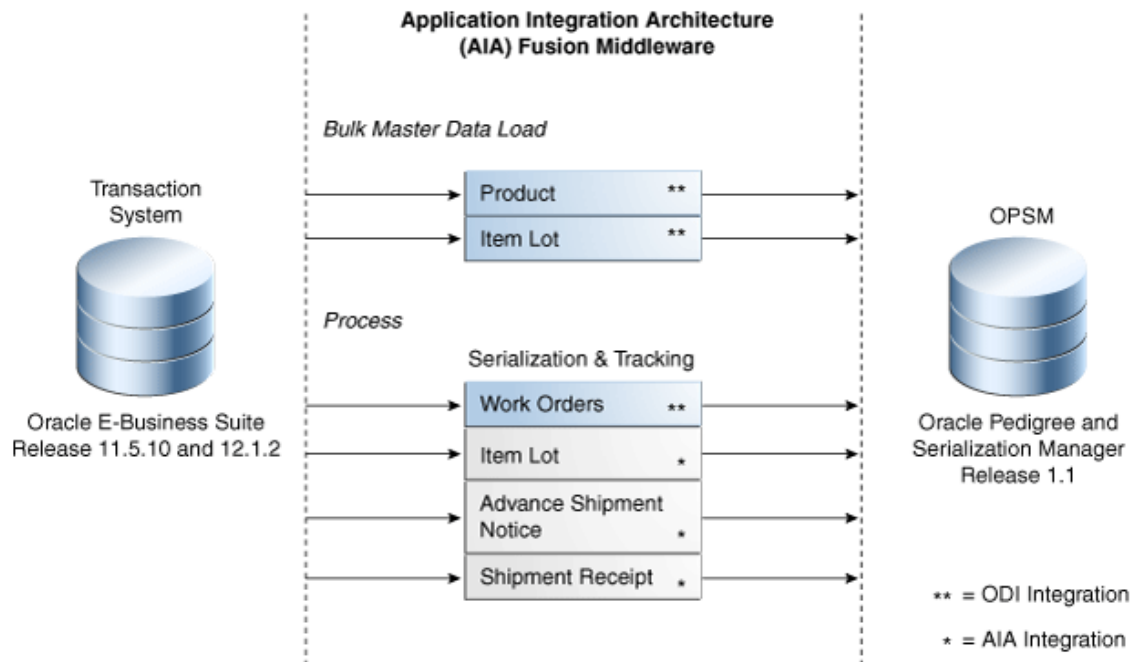 Application Integration Architecture
(AIA) Fusion Middleware
Bulk Master Data Load
Transaction
System
Product **
Item Lot **
OPSM
Process
Serialization & Tracking
Oracle E-Business Suite
Release 11.5.10 and 12.1.2
Work Orders **
Item Lot *
Advance Shipment
Notice *
Shipment Receipt *
Oracle Pedigree and
Serialization Manager
Release 1.1
** = ODI Integration
* = AIA Integration